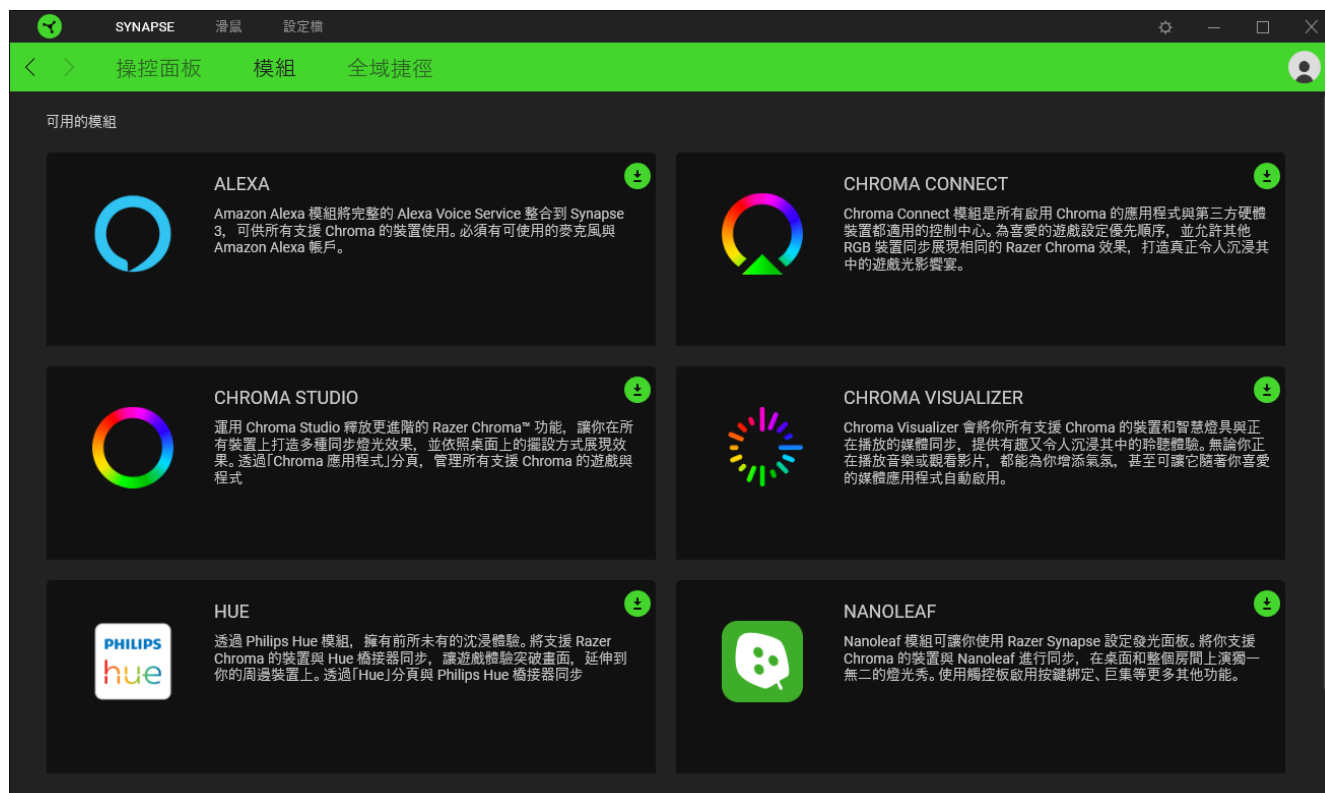 SYNAPSE 滑鼠 設定檔
操控面板 模組 全域捷徑
可用的模組
ALEXA
Amazon Alexa 模組將完整的 Alexa Voice Service 整合到 Synapse
3，可供所有支援 Chroma 的裝置使用。必須有可使用的麥克風與
Amazon Alexa 帳戶。
CHROMA CONNECT
Chroma Connect 模組是所有啟用 Chroma 的應用程式與第三方硬體
裝置都適用的控制中心。為喜愛的遊戲設定優先順序，並允許其他
RGB 裝置同步展現相同的 Razer Chroma 效果，打造真正令人沉浸其
中的遊戲光影饗宴。
CHROMA STUDIO
運用 Chroma Studio 釋放更進階的 Razer Chroma™ 功能，讓你在所
有裝置上打造多種同步燈光效果，並依照桌面上的擺設方式展現效
果。透過「Chroma 應用程式」分頁，管理所有支援 Chroma 的遊戲與
程式
CHROMA VISUALIZER
Chroma Visualizer 會將你所有支援 Chroma 的裝置和智慧燈具與正
在播放的媒體同步，提供有趣又令人沉浸其中的聆聽體驗。無論你正
在播放音樂或觀看影片，都能為你增添氣氛，甚至可讓它隨著你喜愛
的媒體應用程式自動啟用。
PHILIPS
hue
HUE
透過 Philips Hue 模組，擁有前所未有的沈浸體驗。將支援 Razer
Chroma 的裝置與 Hue 橋接器同步，讓遊戲體驗突破畫面，延伸到
你的周邊裝置上。透過「Hue」分頁與 Philips Hue 橋接器同步
NANOLEAF
Nanoleaf 模組可讓你使用 Razer Synapse 設定發光面板。將你支援
Chroma 的裝置與 Nanoleaf 進行同步，在桌面和整個房間上演獨一
無二的燈光秀。使用觸控板啟用按鍵綁定、巨集等更多其他功能。